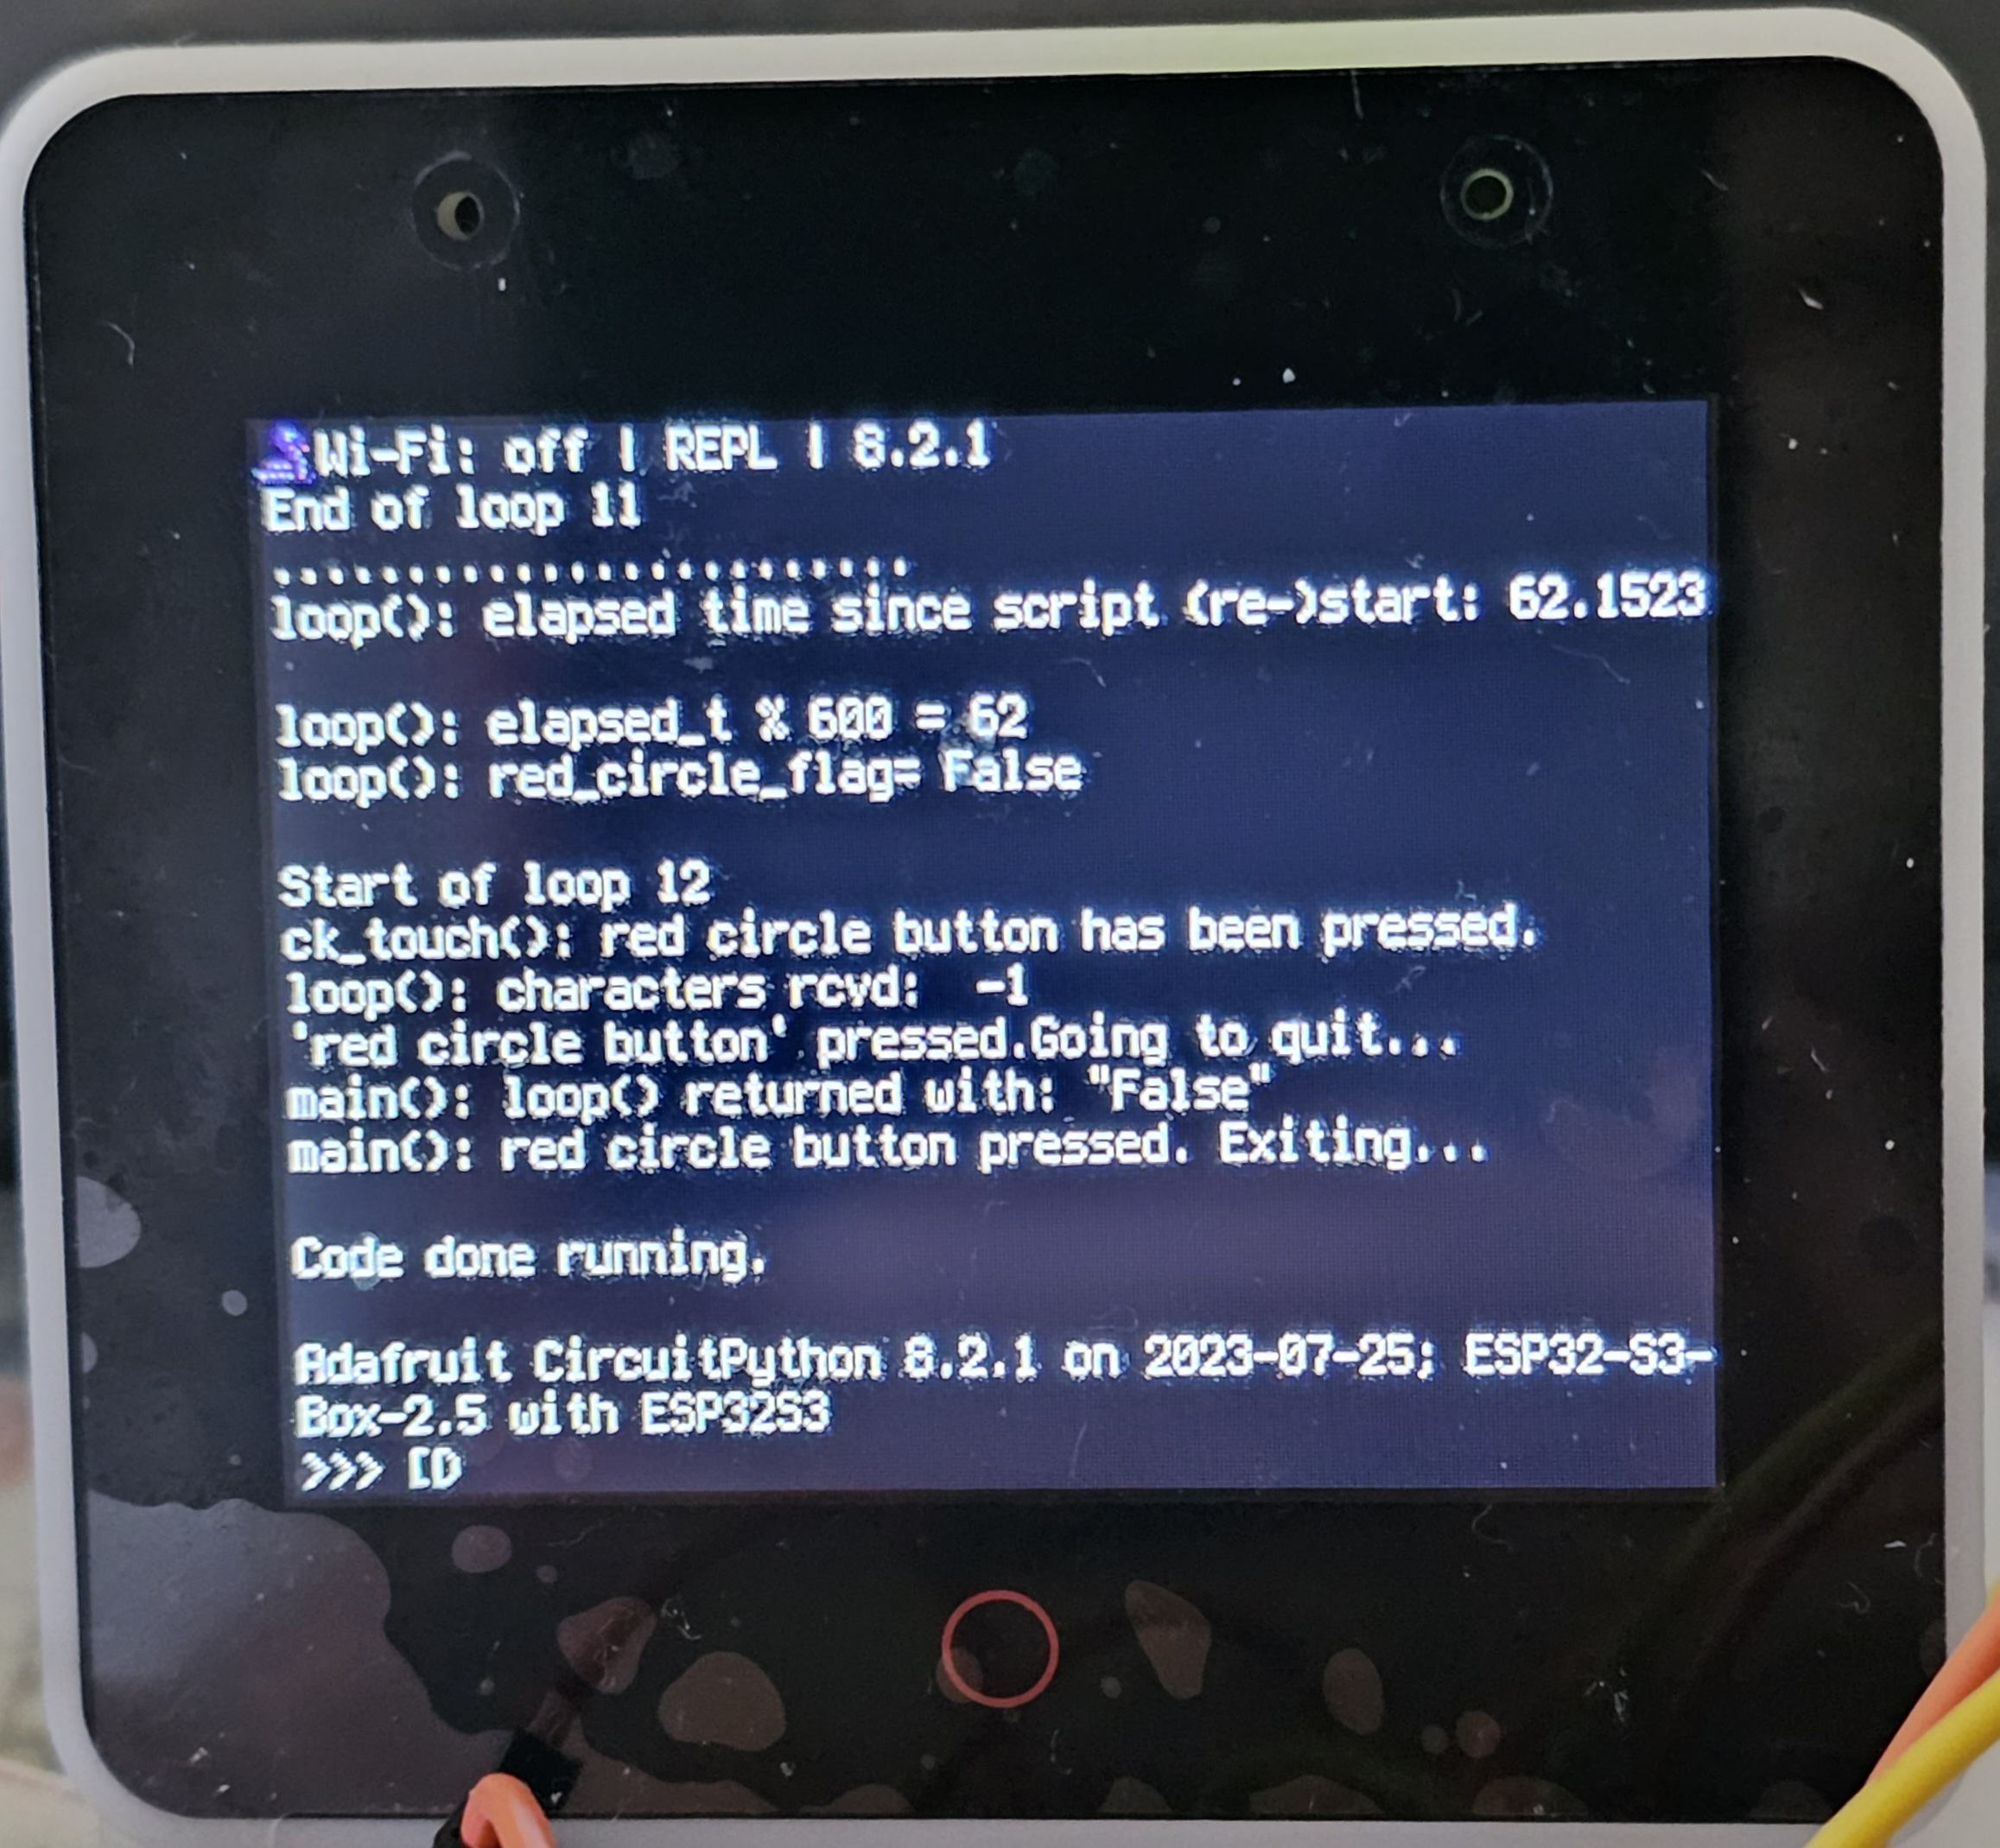 Wi-Fi: off | REPL | 8.2.1
End of loop 11
........................
loop(): elapsed time since script (re-)start: 62.1523
.
loop(): elapsed_t % 600 = 62
loop(): red_circle_flag= False
Start of loop 12
ck_touch(): red circle button has been pressed.
loop(): characters rcvd:  -1
'red circle button' pressed.Going to quit...
main(): loop() returned with: "False"
main(): red circle button pressed. Exiting...
Code done running.
Adafruit CircuitPython 8.2.1 on 2023-07-25; ESP32-S3-
Box-2.5 with ESP32S3
>>> [D